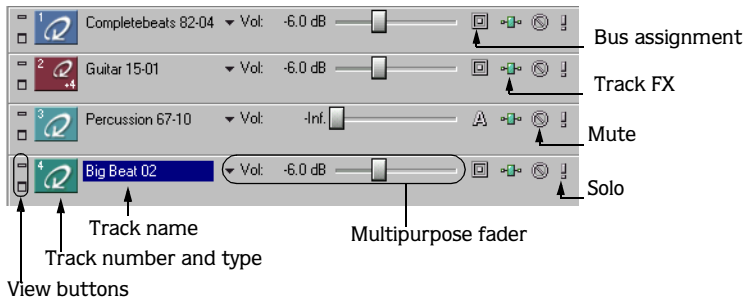 1 Completebeats 82-04 Vol: -6.0 dB
Bus assignment
2 +4 Guitar 15-01 Vol: -6.0 dB
Track FX
3 Percussion 67-10 Vol: -Inf. A
Mute
4 Big Beat 02 Vol: -6.0 dB
Solo
Track name
Multipurpose fader
Track number and type
View buttons